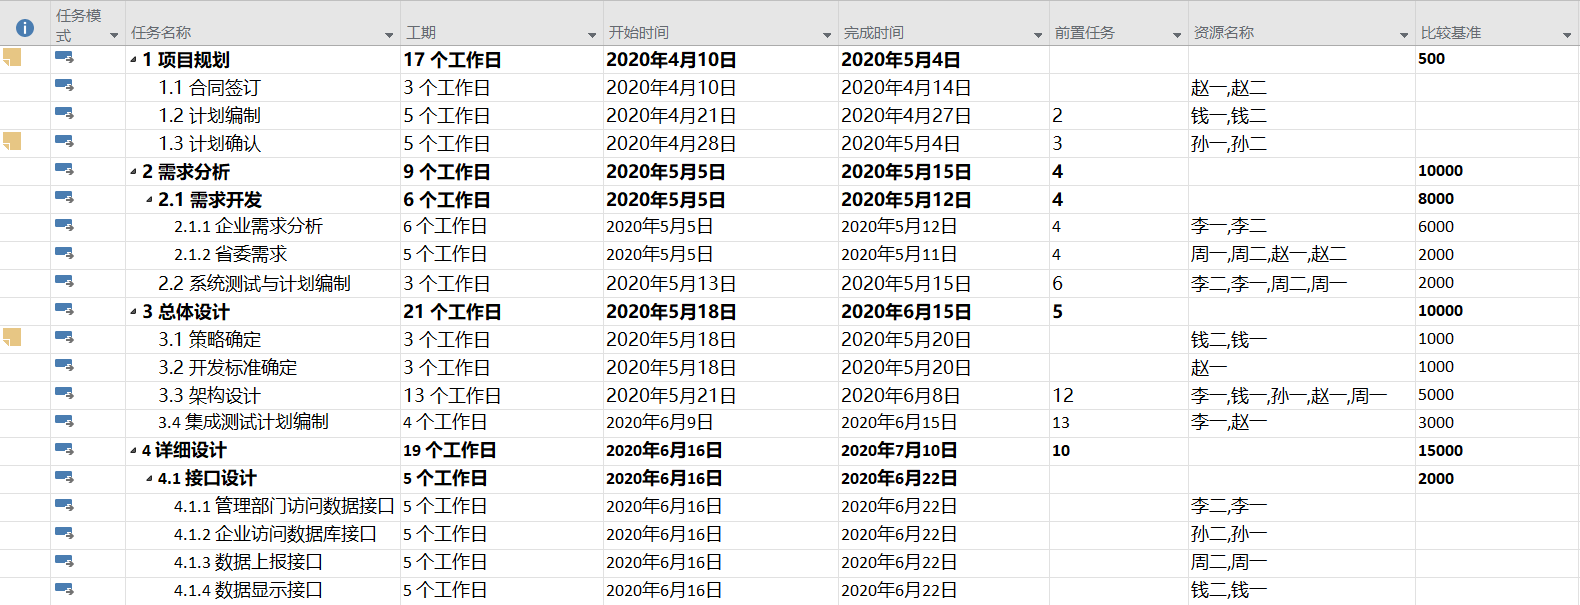 任务模式 任务名称 工期 开始时间 完成时间 前置任务 资源名称 比较基准
1 项目规划 17 个工作日 2020年4月10日 2020年5月4日 500
1.1 合同签订 3 个工作日 2020年4月10日 2020年4月14日 赵一,赵二
1.2 计划编制 5 个工作日 2020年4月21日 2020年4月27日 2 钱一,钱二
1.3 计划确认 5 个工作日 2020年4月28日 2020年5月4日 3 孙一,孙二
2 需求分析 9 个工作日 2020年5月5日 2020年5月15日 4 10000
2.1 需求开发 6 个工作日 2020年5月5日 2020年5月12日 4 8000
2.1.1 企业需求分析 6 个工作日 2020年5月5日 2020年5月12日 4 李一,李二 6000
2.1.2 省委需求 5 个工作日 2020年5月5日 2020年5月11日 4 周一,周二,赵一,赵二 2000
2.2 系统测试与计划编制 3 个工作日 2020年5月13日 2020年5月15日 6 李二,李一,周二,周一 2000
3 总体设计 21 个工作日 2020年5月18日 2020年6月15日 5 10000
3.1 策略确定 3 个工作日 2020年5月18日 2020年5月20日 钱二,钱一 1000
3.2 开发标准确定 3 个工作日 2020年5月18日 2020年5月20日 赵一 1000
3.3 架构设计 13 个工作日 2020年5月21日 2020年6月8日 12 李一,钱一,孙一,赵一,周一 5000
3.4 集成测试计划编制 4 个工作日 2020年6月9日 2020年6月15日 13 李一,赵一 3000
4 详细设计 19 个工作日 2020年6月16日 2020年7月10日 10 15000
4.1 接口设计 5 个工作日 2020年6月16日 2020年6月22日 2000
4.1.1 管理部门访问数据接口 5 个工作日 2020年6月16日 2020年6月22日 李二,李一
4.1.2 企业访问数据库接口 5 个工作日 2020年6月16日 2020年6月22日 孙二,孙一
4.1.3 数据上报接口 5 个工作日 2020年6月16日 2020年6月22日 周二,周一
4.1.4 数据显示接口 5 个工作日 2020年6月16日 2020年6月22日 钱二,钱一